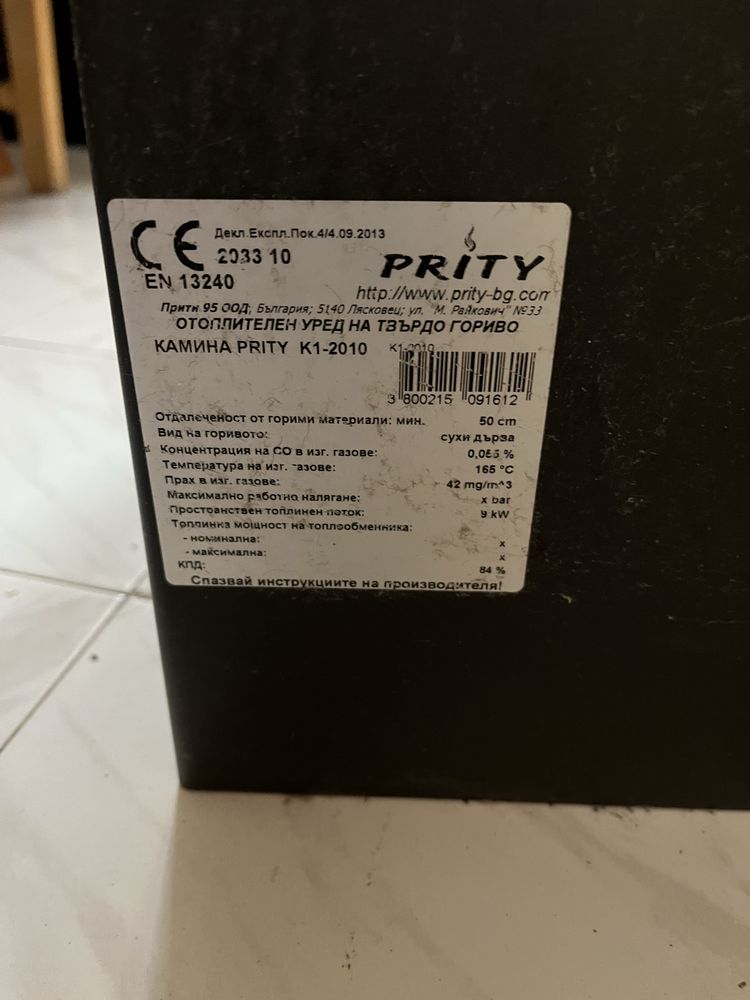 CE Декл.Експл.Пок.4/4.09.2013
2033 10
EN 13240
PRITY
http://www.prity-bg.com
Прити 95 ООД; България; 5140 Лясковец; ул. "М. Райкович" №33
ОТОПЛИТЕЛЕН УРЕД НА ТВЪРДО ГОРИВО
КАМИНА PRITY K1-2010
K1-2010
3 800215 091612
Отдалеченост от горими материали: мин. 50 cm
Вид на горивото: сухи дърва
Концентрация на CO в изг. газове: %
Температура на изг. газове: 165 °C
Прах в изг. газове: 42 mg/m^3
Максимално работно налягане: x bar
Пространствен топлинен поток: 9 kW
Топлинна мощност на топлообменника:
- номинална: x
- максимална: x
КПД: 84 %
Спазвай инструкциите на производителя!